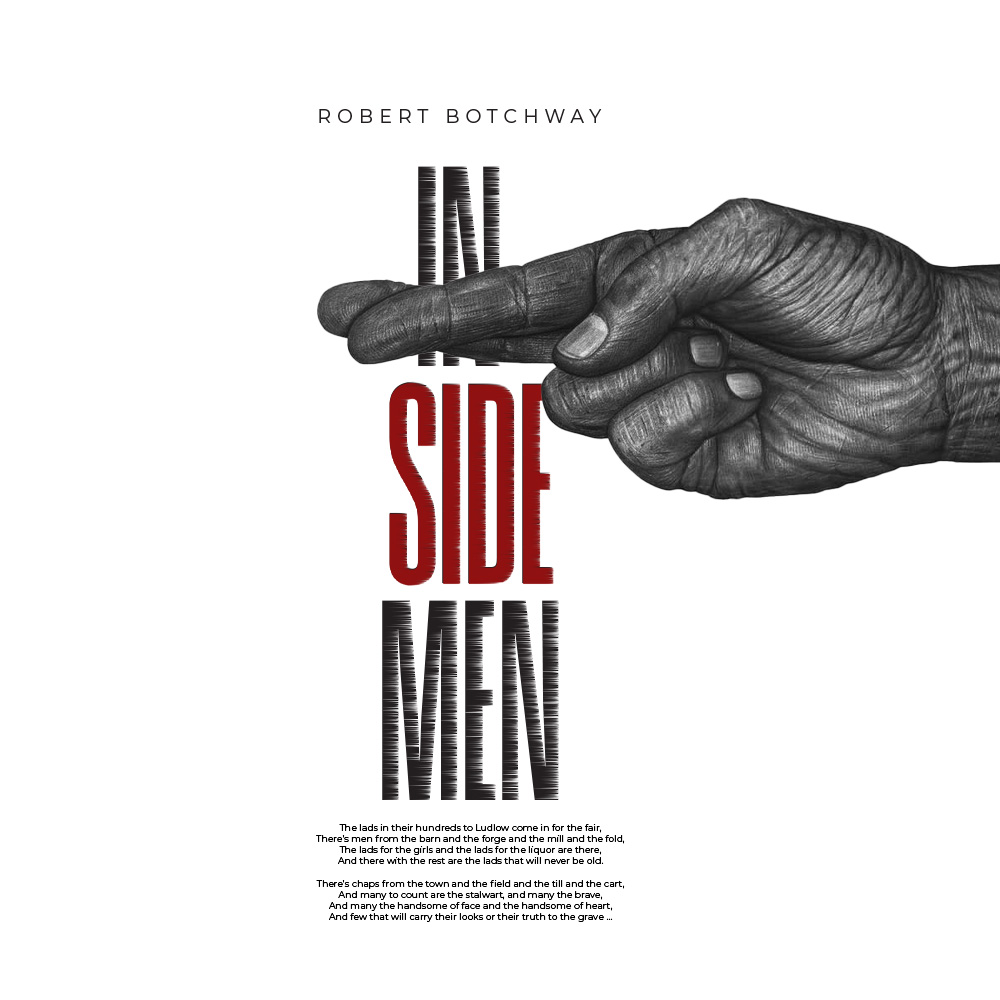 ROBERT BOTCHWAY
IN
SIDE
MEN
The lads in their hundreds to Ludlow come in for the fair,
There's men from the barn and the forge and the mill and the fold,
The lads for the girls and the lads for the liquor are there,
And there with the rest are the lads that will never be old.
There's chaps from the town and the field and the till and the cart,
And many to count are the stalwart, and many the brave,
And many the handsome of face and the handsome of heart,
And few that will carry their looks or their truth to the grave ...